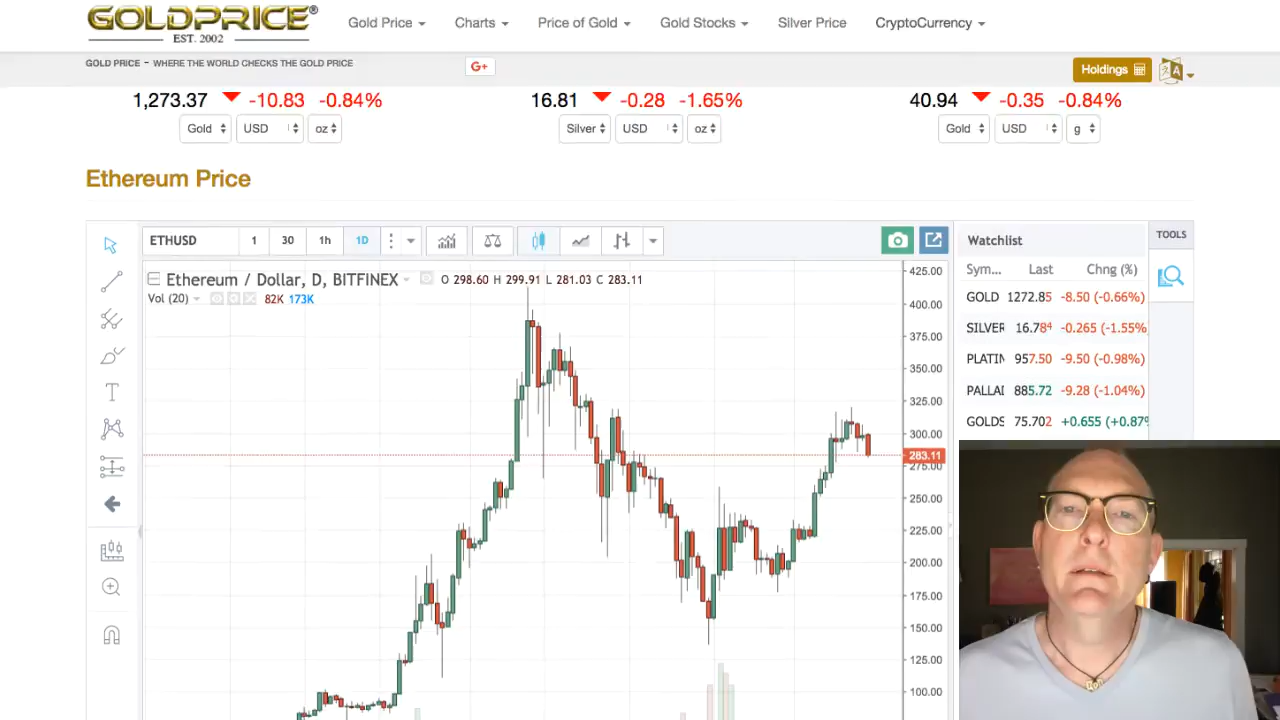 GOLDPRICE®
EST. 2002
Gold Price Charts Price of Gold Gold Stocks Silver Price CryptoCurrency
GOLD PRICE - WHERE THE WORLD CHECKS THE GOLD PRICE
G+
Holdings
A
1,273.37 -10.83 -0.84% 16.81 -0.28 -1.65% 40.94 -0.35 -0.84%
Gold USD oz Silver USD oz Gold USD g
Ethereum Price
ETHUSD 1 30 1h 1D
Watchlist
TOOLS
Ethereum / Dollar, D, BITFINEX O 298.60 H 299.91 L 281.03 C 283.11
Vol (20) 82K 173K
Sym... Last Chng (%)
GOLD 1272.85 -8.50 (-0.66%)
SILVER 16.784 -0.265 (-1.55%
PLATIN 957.50 -9.50 (-0.98%)
PALLAI 885.72 -9.28 (-1.04%)
GOLDS 75.702 +0.655 (+0.87%
T
425.00
400.00
375.00
350.00
325.00
300.00
283.11
275.00
250.00
225.00
200.00
175.00
150.00
125.00
100.00